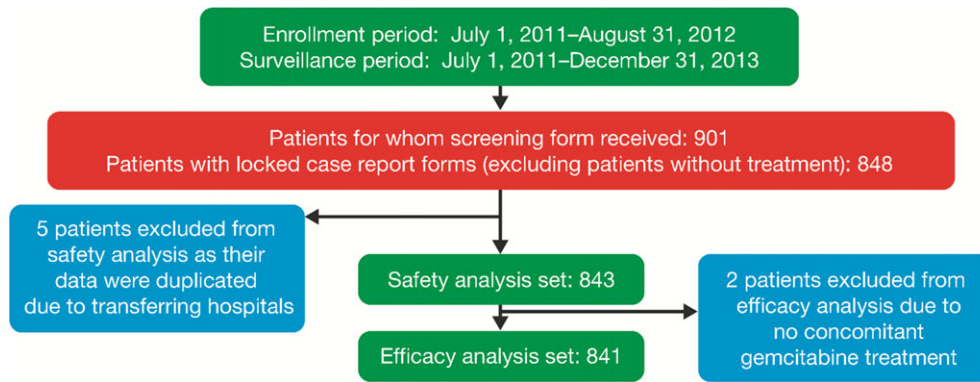 Enrollment period: July 1, 2011–August 31, 2012
Surveillance period: July 1, 2011–December 31, 2013
Patients for whom screening form received: 901
Patients with locked case report forms (excluding patients without treatment): 848
5 patients excluded from
safety analysis as their
data were duplicated
due to transferring hospitals
Safety analysis set: 843
2 patients excluded from
efficacy analysis due to
no concomitant
gemcitabine treatment
Efficacy analysis set: 841